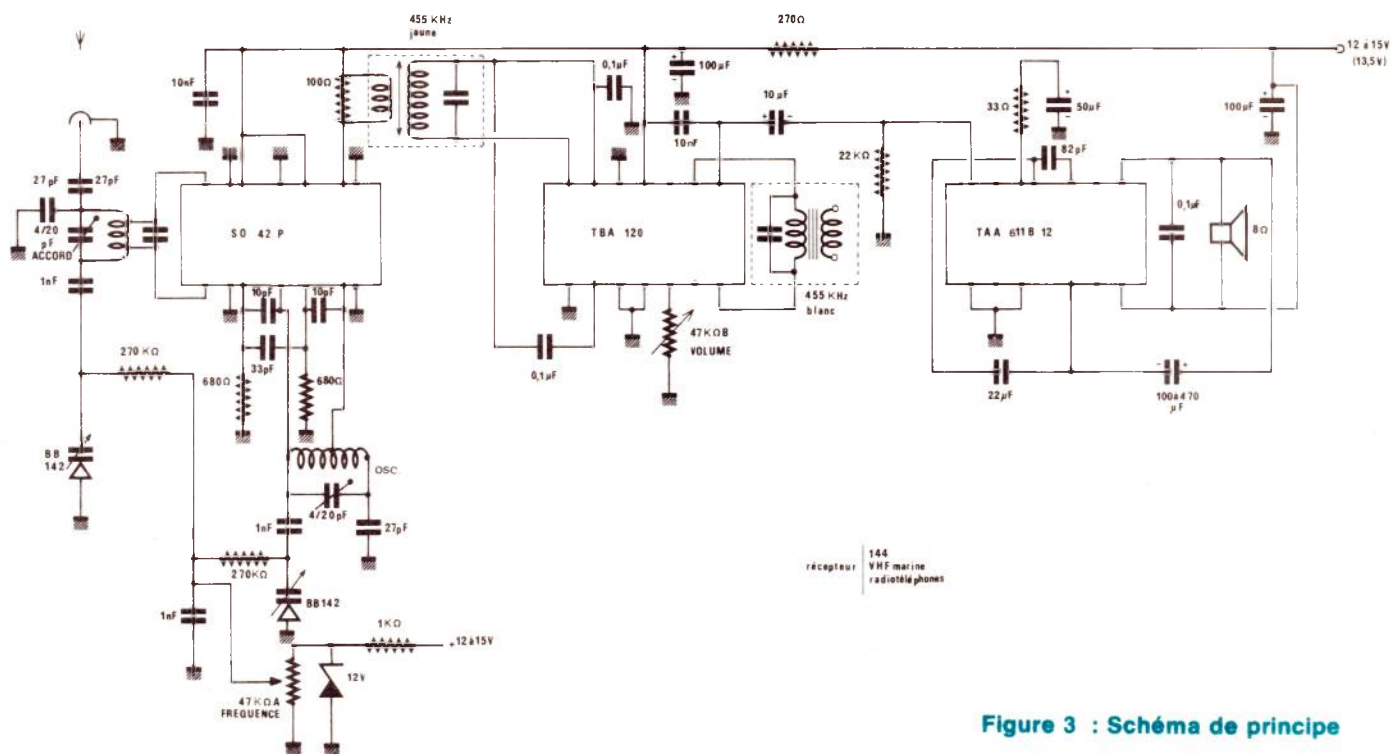 455 KHz
jaune
270Ω
12 à 15V
(13,5 V)
10nF
100Ω
0,1µF
100µF
10µF
10nF
33Ω
50µF
100µF
82pF
22KΩ
27pF
27pF
4/20
pF
ACCORD
1nF
SO 42 P
TBA 120
TAA 611B 12
0,1µF
8Ω
455 KHz
blanc
10pF
10pF
33pF
680Ω
680Ω
270KΩ
47KΩB
VOLUME
0,1µF
22µF
100à470
µF
BB
142
OSC.
4/20pF
1nF
27pF
270KΩ
BB142
1nF
1KΩ
+12à15V
47KΩA
FREQUENCE
12V
récepteur
144
VHF marine
radiotéléphones
Figure 3 : Schéma de principe